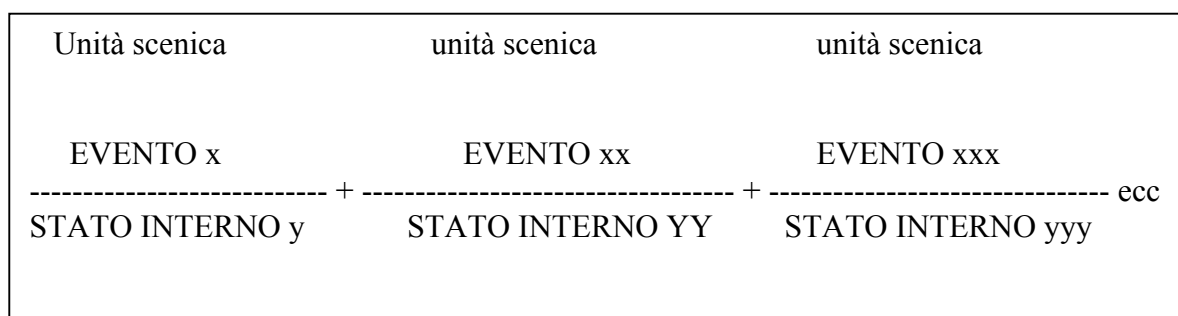 Unità scenica unità scenica unità scenica
EVENTO x EVENTO xx EVENTO xxx
---------------------------- + ----------------------------------- + -------------------------------- ecc
STATO INTERNO y STATO INTERNO YY STATO INTERNO yyy